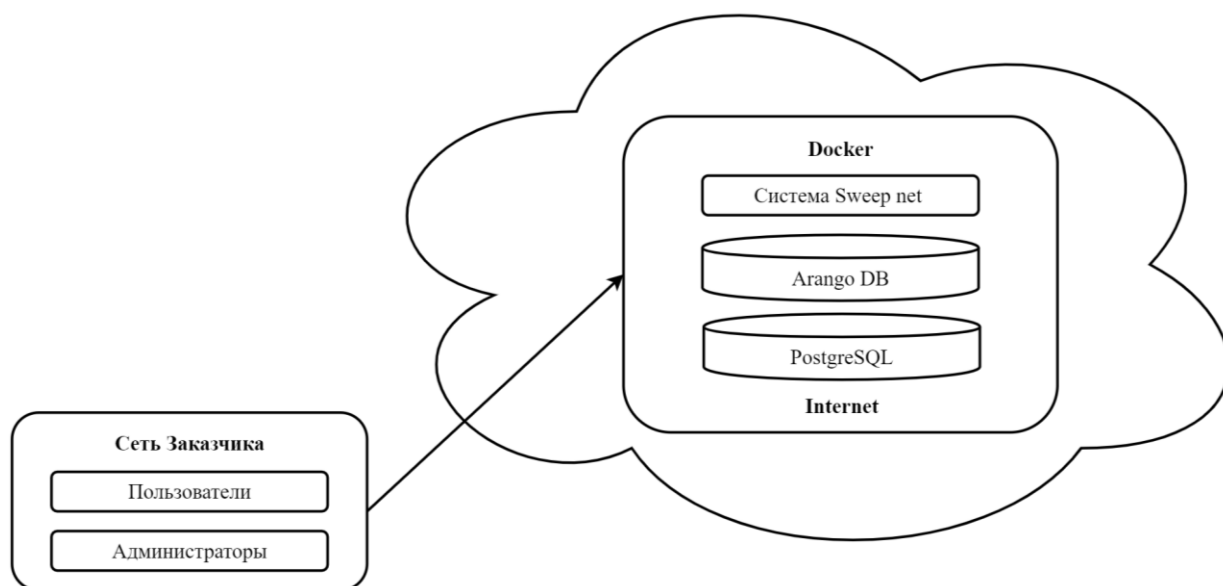 Docker
Система Sweep net
Arango DB
PostgreSQL
Internet
Сеть Заказчика
Пользователи
Администраторы